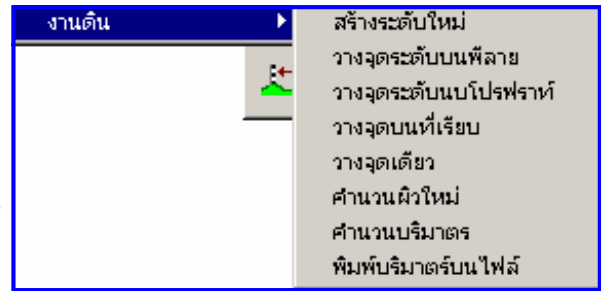 งานดิน
สร้างระดับใหม่
วางจุดระดับบนพีลาย
วางจุดระดับนบโปรฟราท์
วางจุดบนที่เรียบ
วางจุดเดียว
คำนวนผิวใหม่
คำนวนบริมาตร
พิมพ์บริมาตร์บนไฟล์